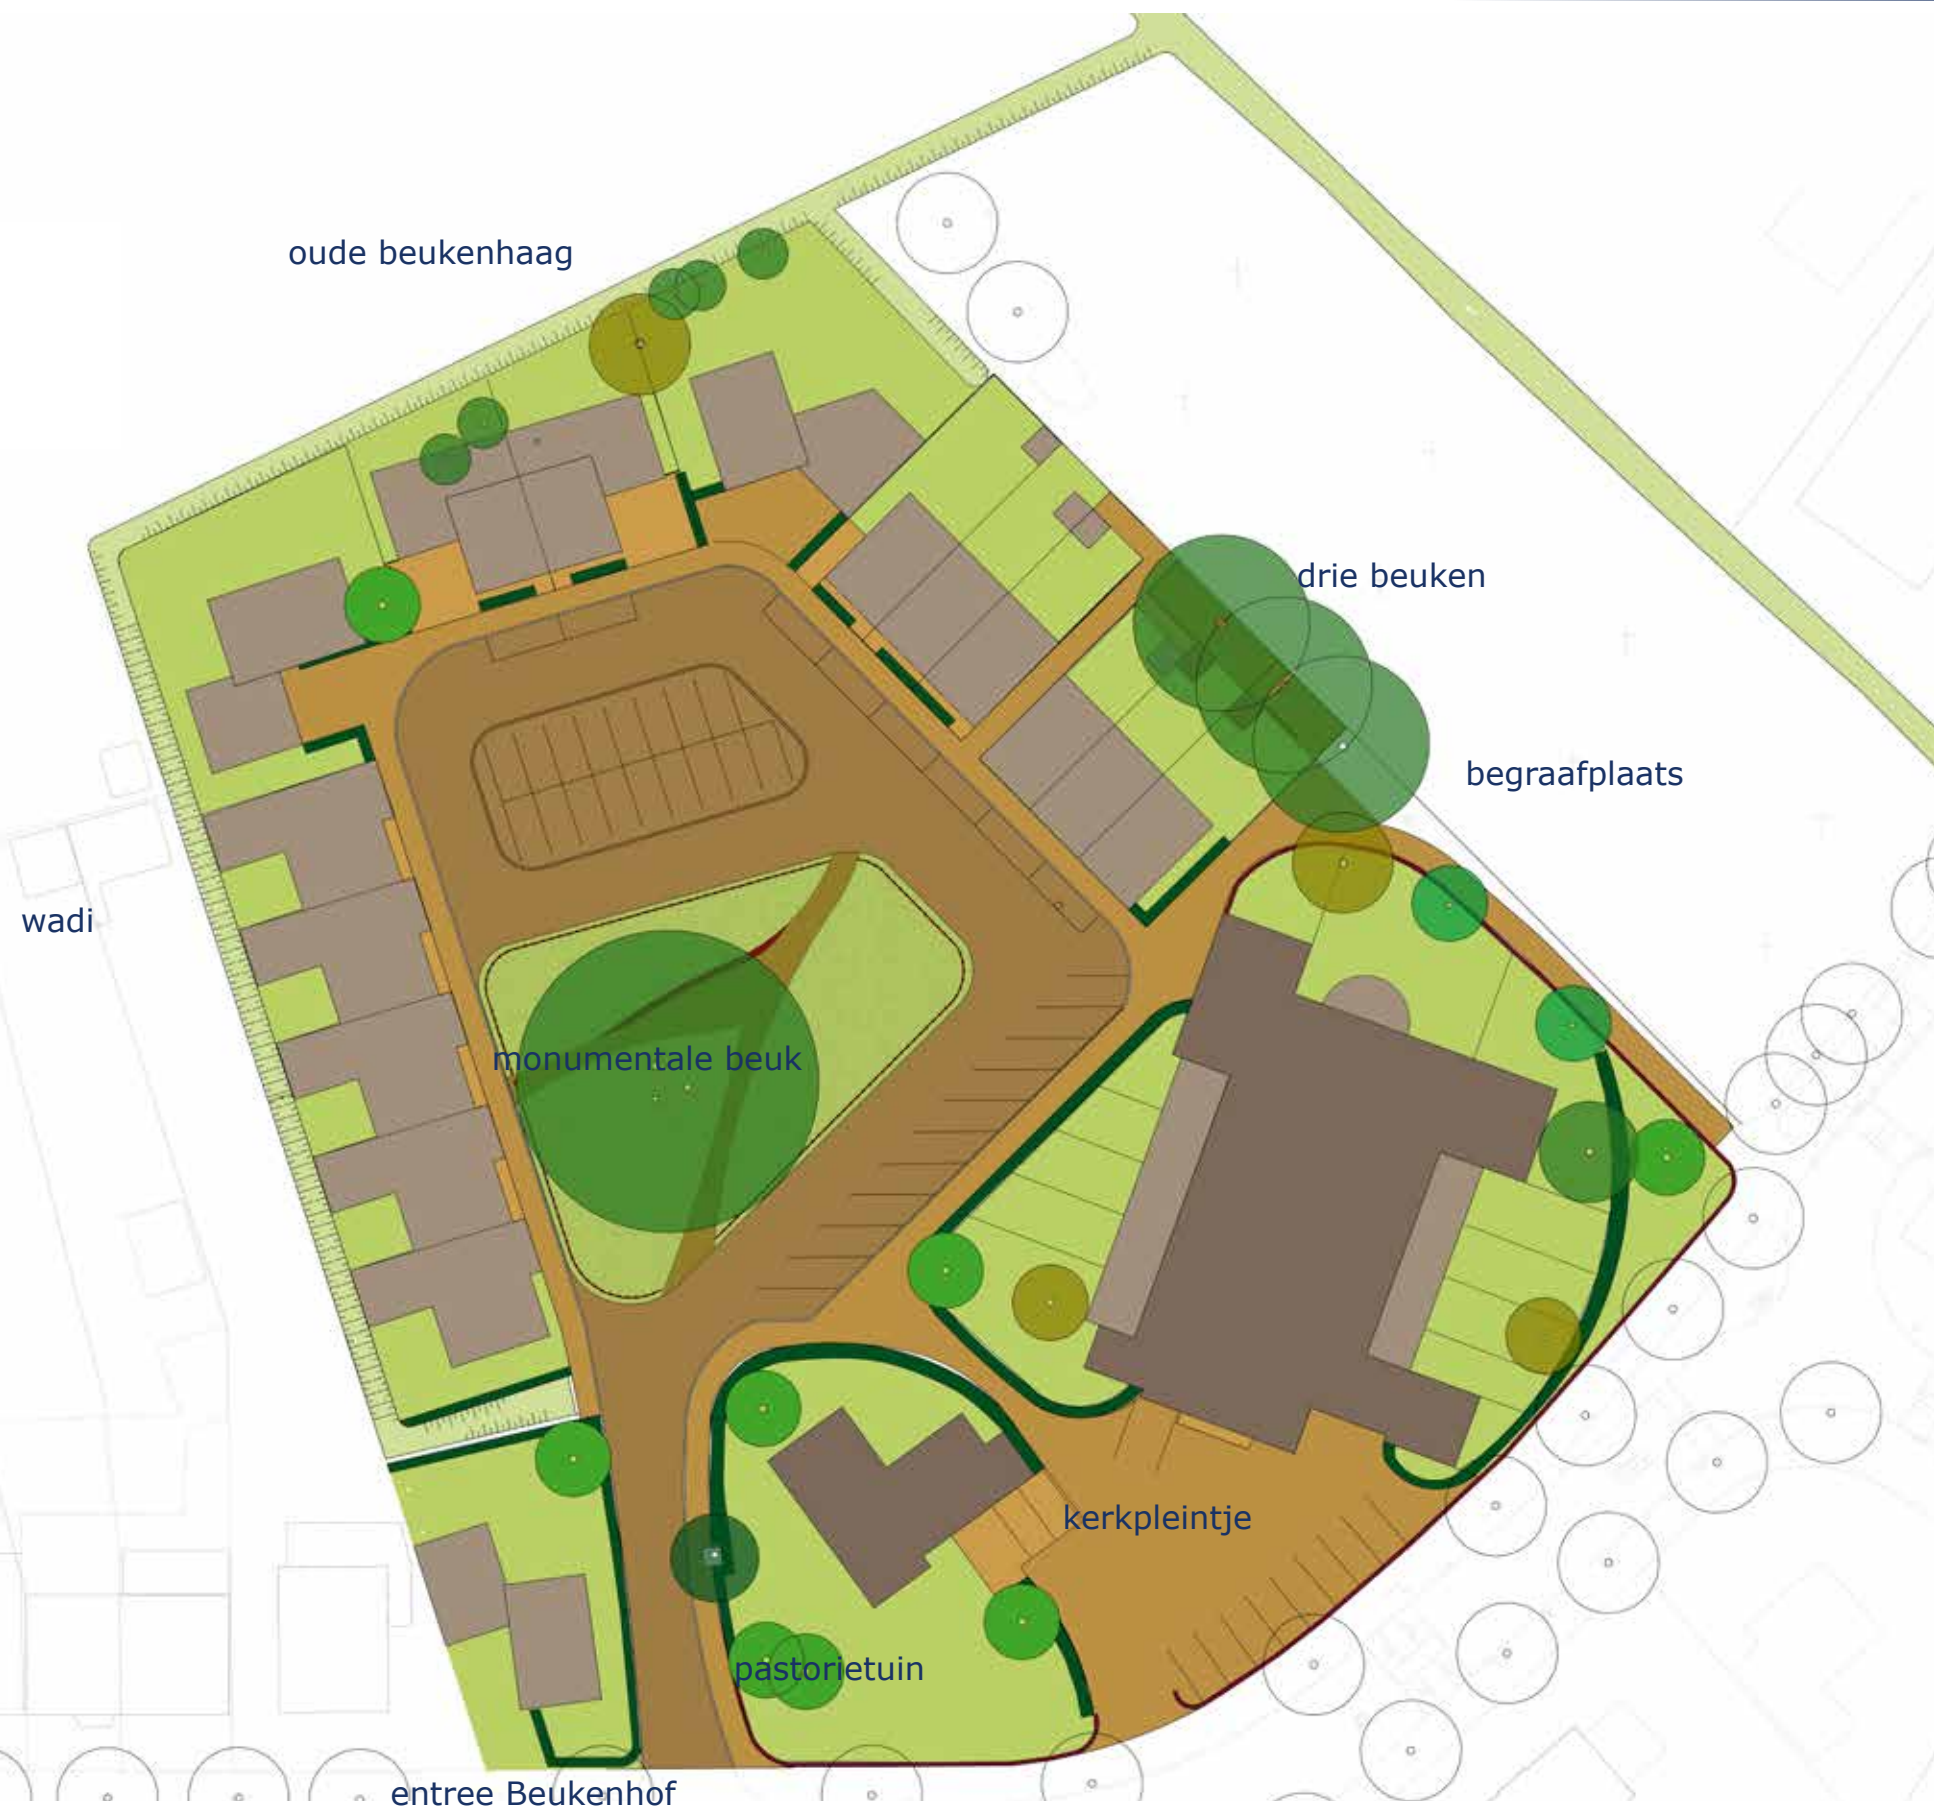 oude beukenhaag
drie beuken
begraafplaats
wadi
monumentale beuk
kerkpleintje
pastorietuin
entree Beukenhof